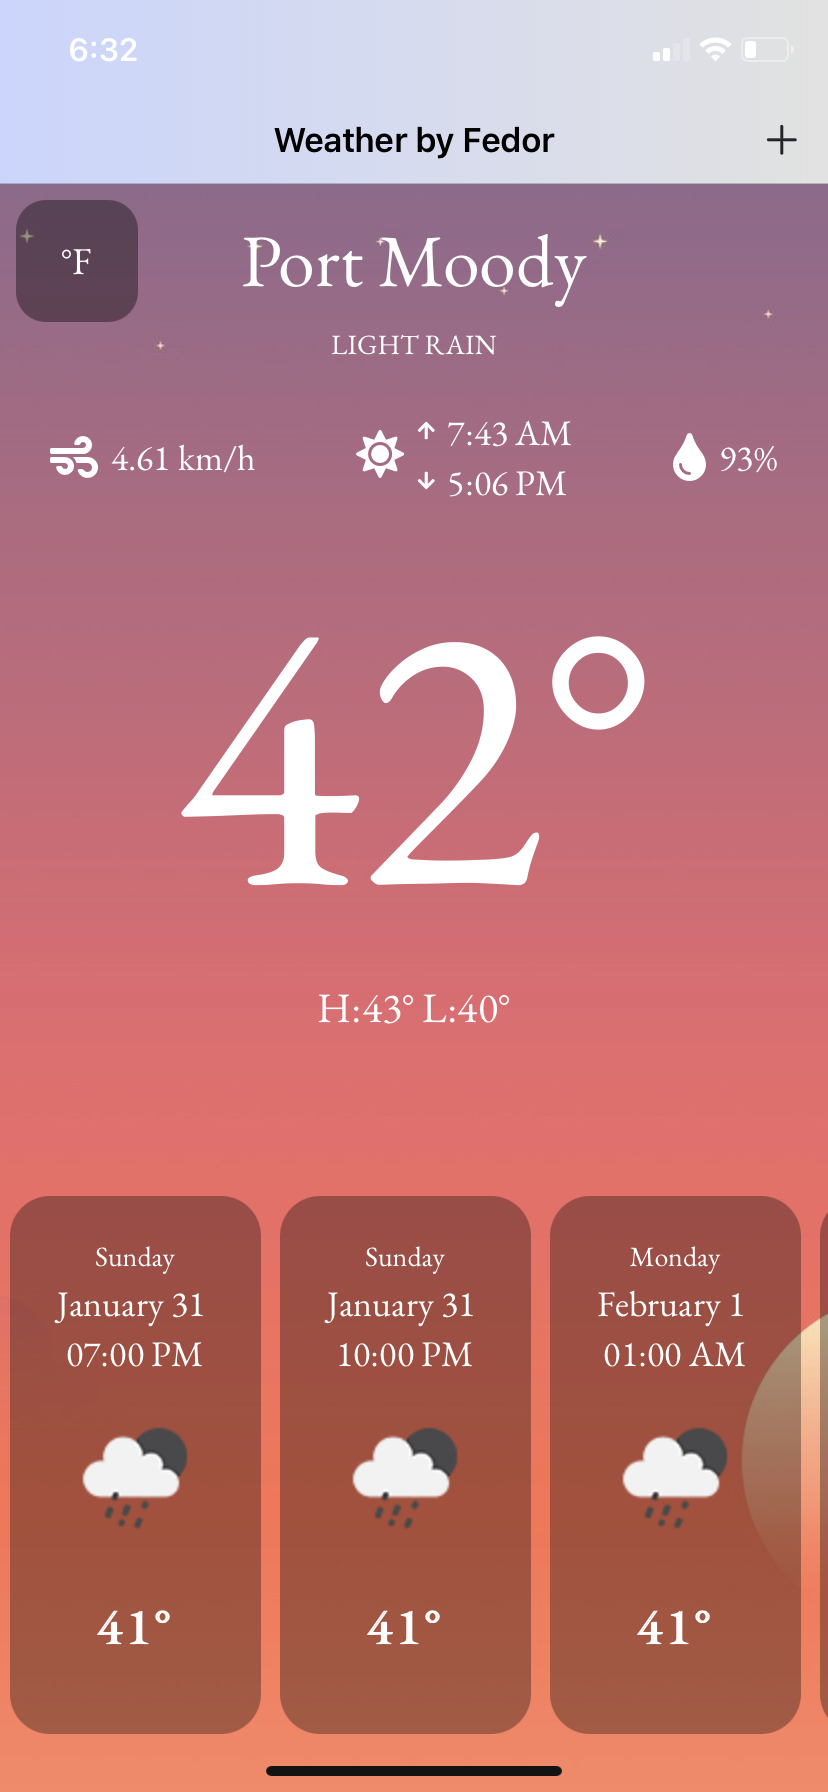 6:32
Weather by Fedor
°F
Port Moody
LIGHT RAIN
4.61 km/h
↑ 7:43 AM
↓ 5:06 PM
93%
42°
H:43° L:40°
Sunday
January 31
07:00 PM
41°
Sunday
January 31
10:00 PM
41°
Monday
February 1
01:00 AM
41°